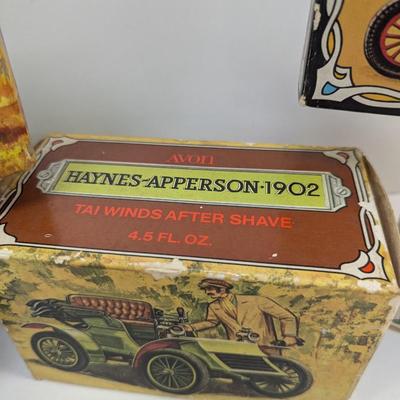 AVON
HAYNES-APPERSON·1902
TAI WINDS AFTER SHAVE
4.5 FL. OZ.